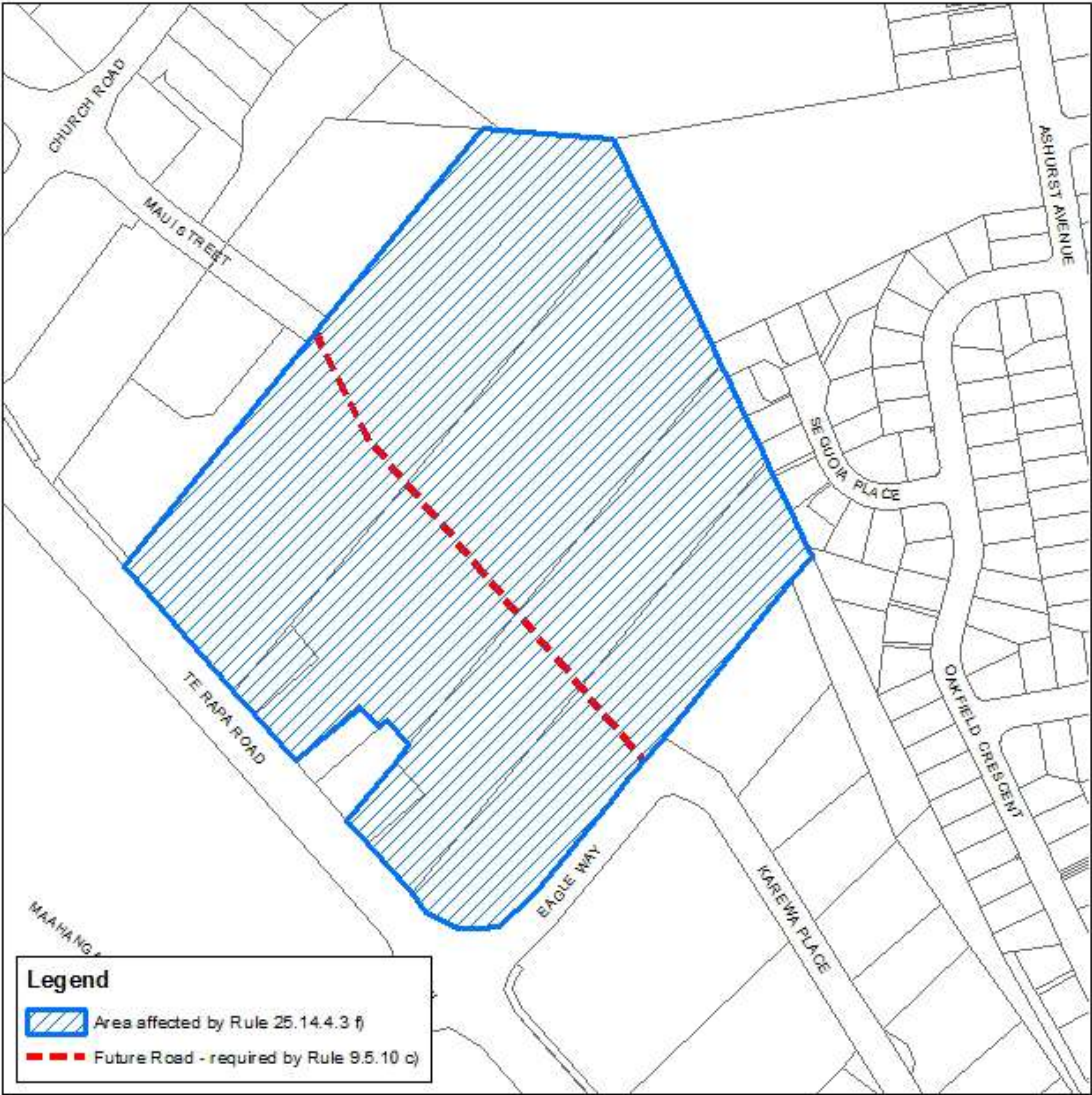 CHURCH ROAD
MAUI STREET
ASHURST AVENUE
SEQUOIA PLACE
TE RAPA ROAD
OAKFIELD CRESCENT
EAGLE WAY
KAREWA PLACE
Legend
Area affected by Rule 25.14.4.3 f)
Future Road - required by Rule 9.5.10 c)